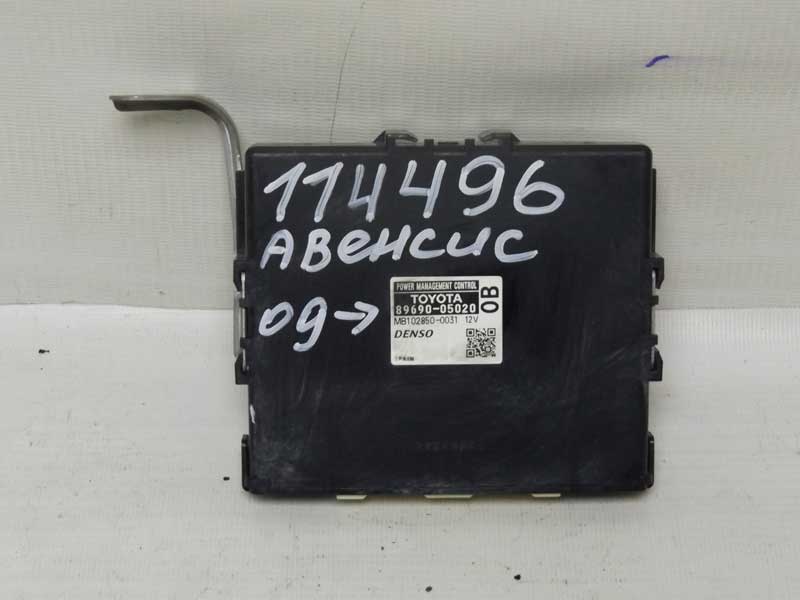 114496
АВЕНСИС
09→
POWER MANAGEMENT CONTROL
TOYOTA
89690-05020
0B
MB102850-0031 12V
DENSO